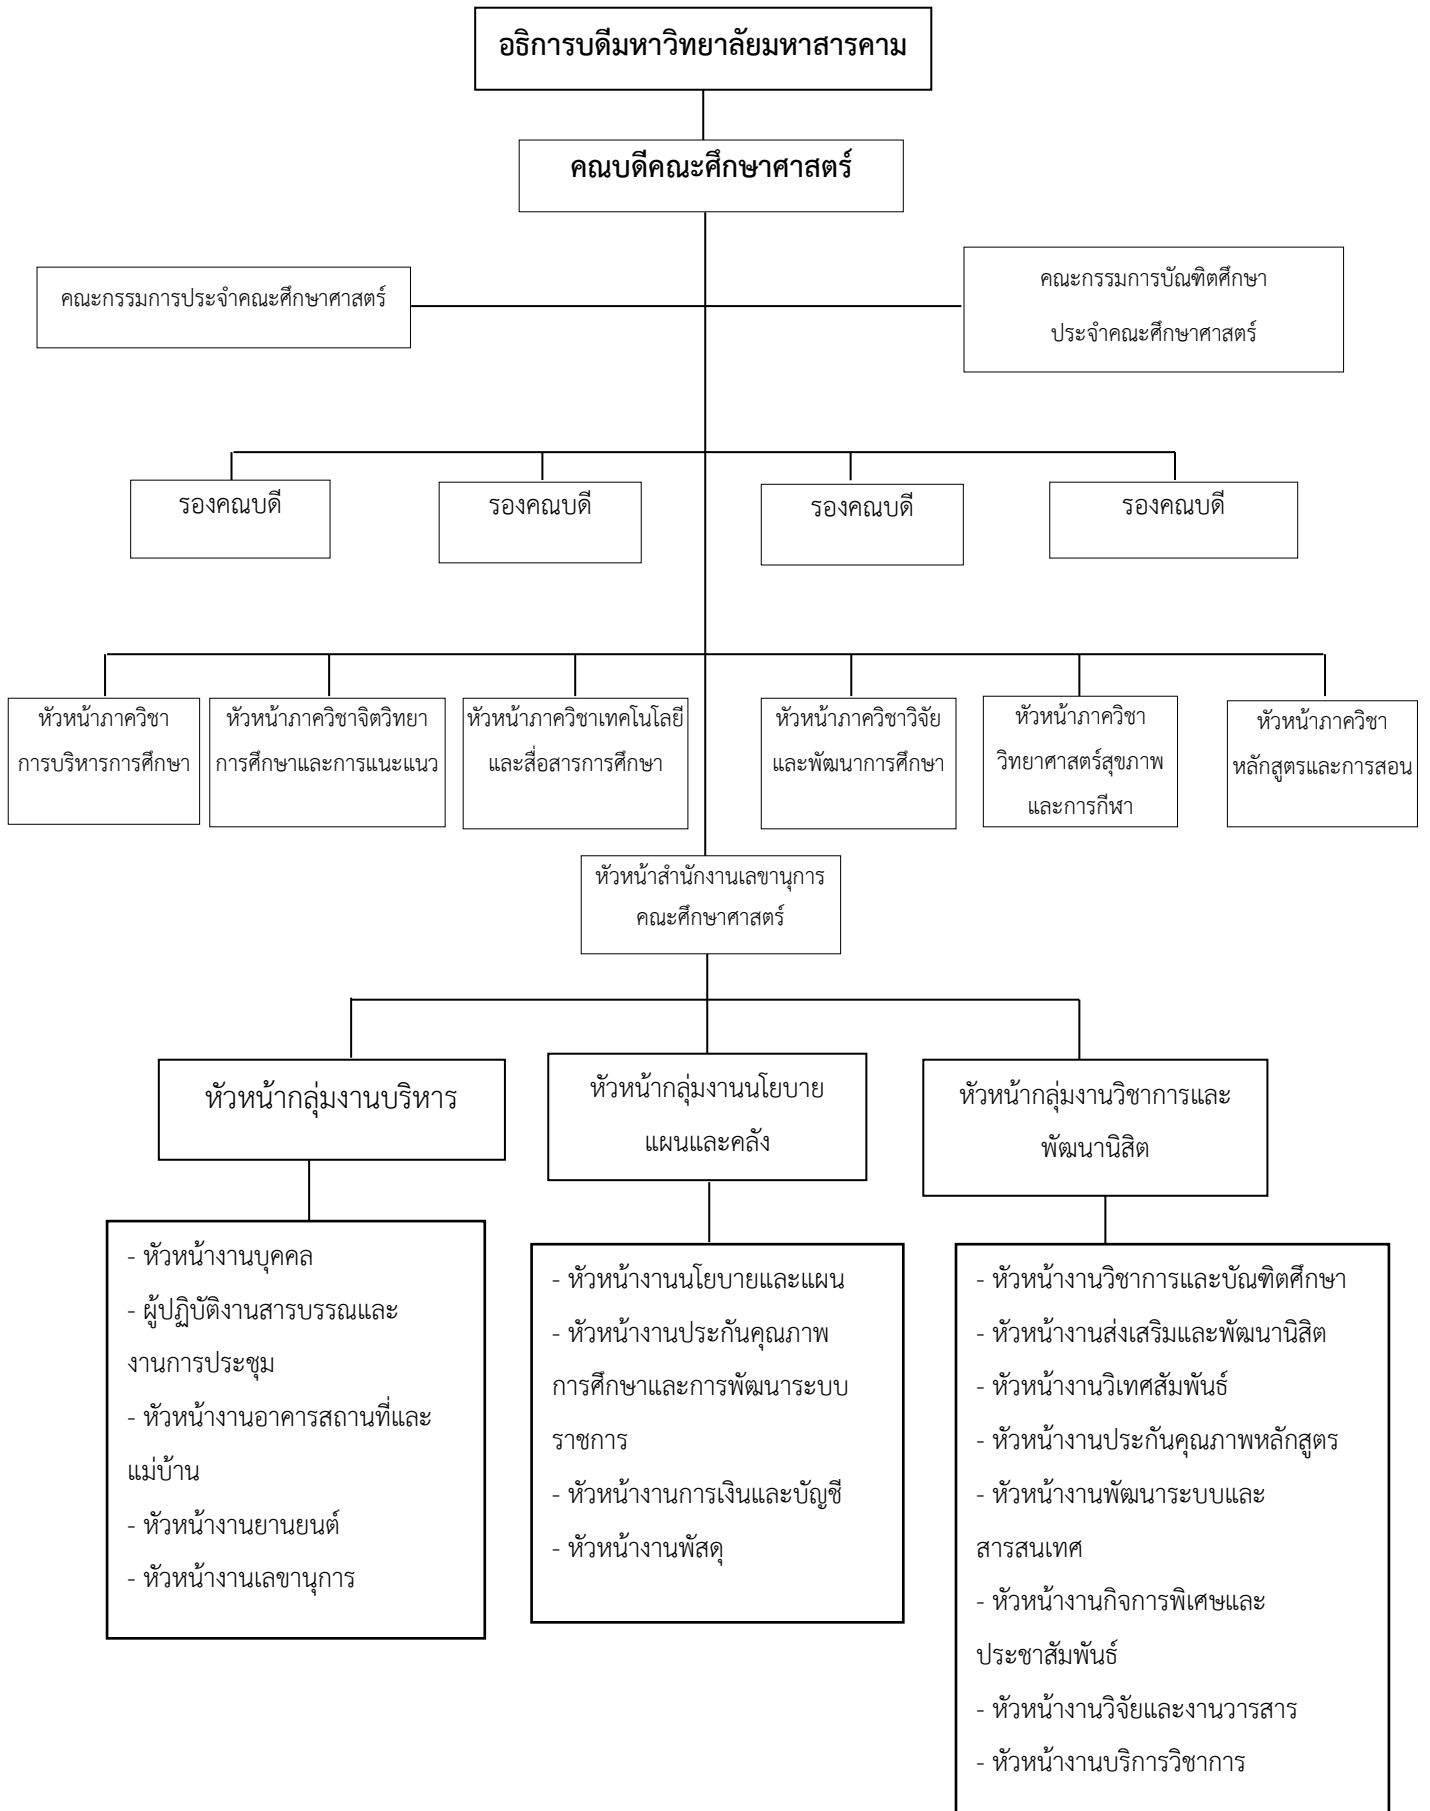 อธิการบดีมหาวิทยาลัยมหาสารคาม
คณบดีคณะศึกษาศาสตร์
คณะกรรมการประจำคณะศึกษาศาสตร์
คณะกรรมการบัณฑิตศึกษา
ประจำคณะศึกษาศาสตร์
รองคณบดี
รองคณบดี
รองคณบดี
รองคณบดี
หัวหน้าภาควิชา
การบริหารการศึกษา
หัวหน้าภาควิชาจิตวิทยา
การศึกษาและการแนะแนว
หัวหน้าภาควิชาเทคโนโลยี
และสื่อสารการศึกษา
หัวหน้าภาควิชาวิจัย
และพัฒนาการศึกษา
หัวหน้าภาควิชา
วิทยาศาสตร์สุขภาพ
และการกีฬา
หัวหน้าภาควิชา
หลักสูตรและการสอน
หัวหน้าสำนักงานเลขานุการ
คณะศึกษาศาสตร์
หัวหน้ากลุ่มงานบริหาร
หัวหน้ากลุ่มงานนโยบาย
แผนและคลัง
หัวหน้ากลุ่มงานวิชาการและ
พัฒนานิสิต
- หัวหน้างานบุคคล
- ผู้ปฏิบัติงานสารบรรณและ
งานการประชุม
- หัวหน้างานอาคารสถานที่และ
แม่บ้าน
- หัวหน้างานยานยนต์
- หัวหน้างานเลขานุการ
- หัวหน้างานนโยบายและแผน
- หัวหน้างานประกันคุณภาพ
การศึกษาและการพัฒนาระบบ
ราชการ
- หัวหน้างานการเงินและบัญชี
- หัวหน้างานพัสดุ
- หัวหน้างานวิชาการและบัณฑิตศึกษา
- หัวหน้างานส่งเสริมและพัฒนานิสิต
- หัวหน้างานวิเทศสัมพันธ์
- หัวหน้างานประกันคุณภาพหลักสูตร
- หัวหน้างานพัฒนาระบบและ
สารสนเทศ
- หัวหน้างานกิจการพิเศษและ
ประชาสัมพันธ์
- หัวหน้างานวิจัยและงานวารสาร
- หัวหน้างานบริการวิชาการ